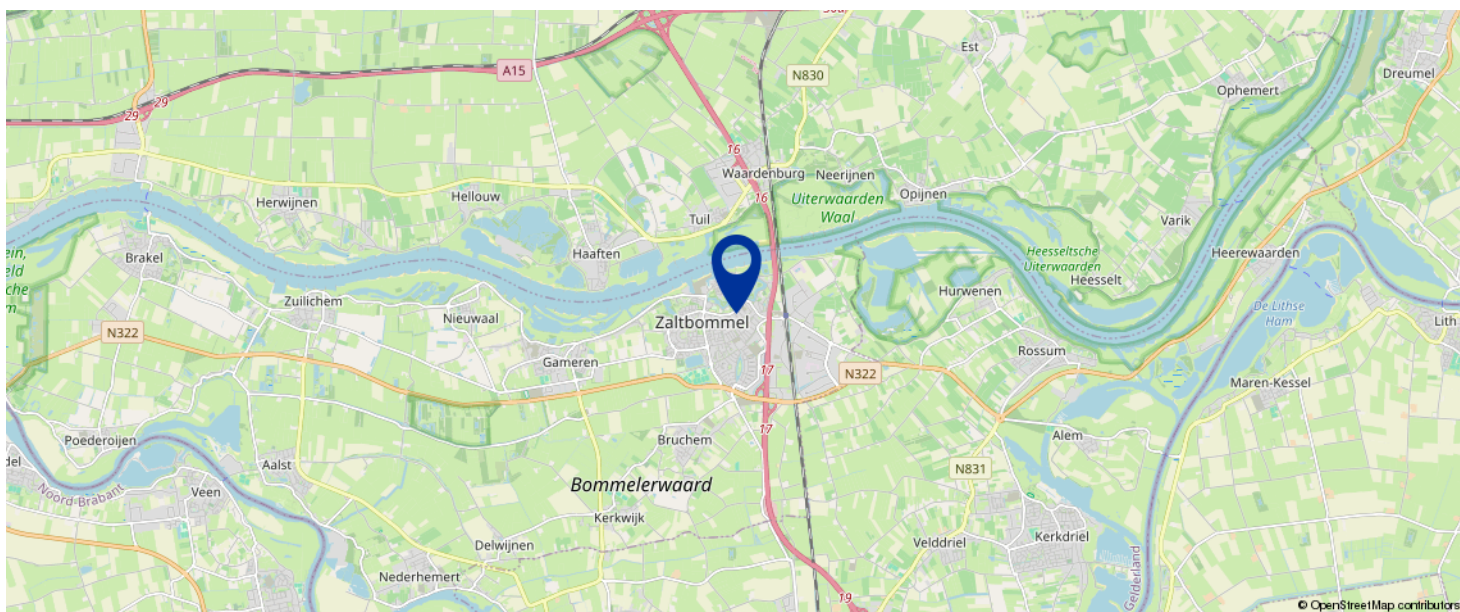 Est
A15
N830
Ophemert
Dreumel
29
29
16
Waardenburg
Neerijnen
Opijnen
Hellouw
Herwijnen
16
Uiterwaarden
Waal
Tuil
Varik
Haaften
Brakel
Heesseltsche
Uiterwaarden
Heerewaarden
Heesselt
Zuilichem
Hurwenen
De Lithse
Ham
Nieuwaal
Zaltbommel
Lith
N322
Rossum
Gameren
17
N322
Maren-Kessel
17
Poederoijen
Bruchem
Alem
Aalst
N831
Noord-Brabant
Veen
Bommelerwaard
Kerkwijk
Velddriel
Kerkdriel
Delwijnen
Nederhemert
Gelderland
19
© OpenStreetMap contributors